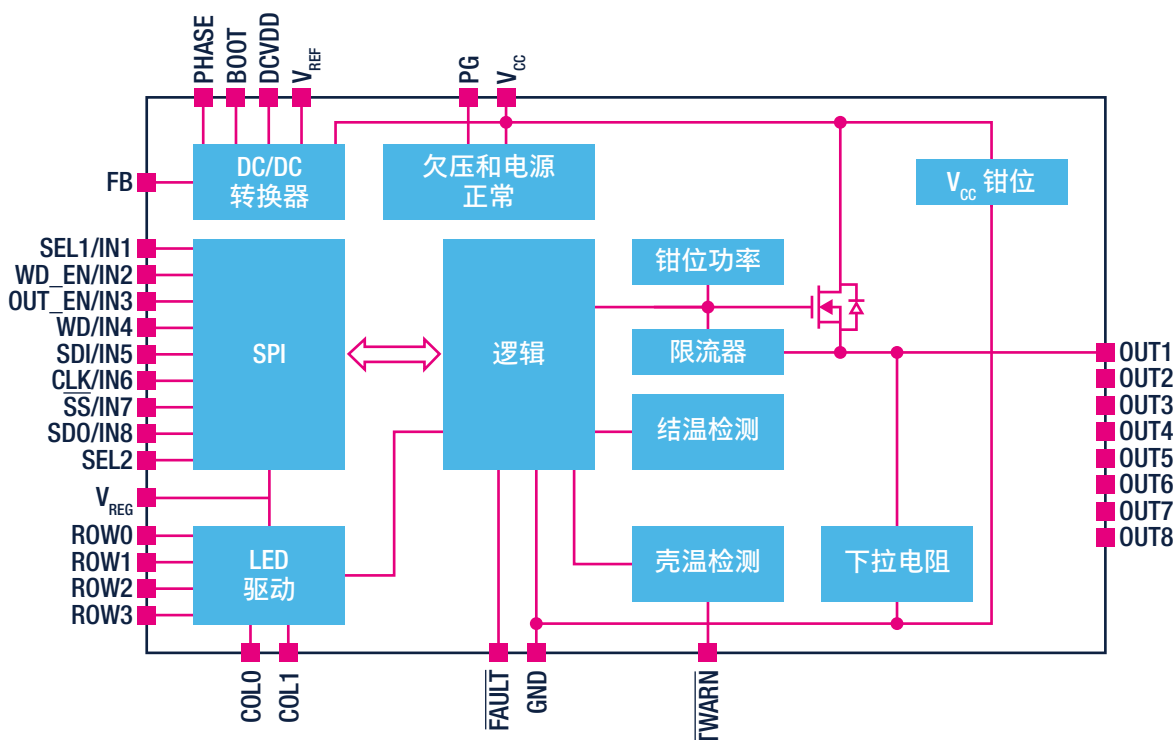 PHASE
BOOT
DCVDD
VREF
PG
VCC
FB
DC/DC
转换器
欠压和电源
正常
VCC 钳位
SEL1/IN1
WD_EN/IN2
OUT_EN/IN3
WD/IN4
SDI/IN5
CLK/IN6
SS/IN7
SDO/IN8
SEL2
SPI
逻辑
钳位功率
限流器
结温检测
OUT1
OUT2
OUT3
OUT4
OUT5
OUT6
OUT7
OUT8
VREG
ROW0
ROW1
ROW2
ROW3
LED
驱动
壳温检测
下拉电阻
COL0
COL1
FAULT
GND
TWARN